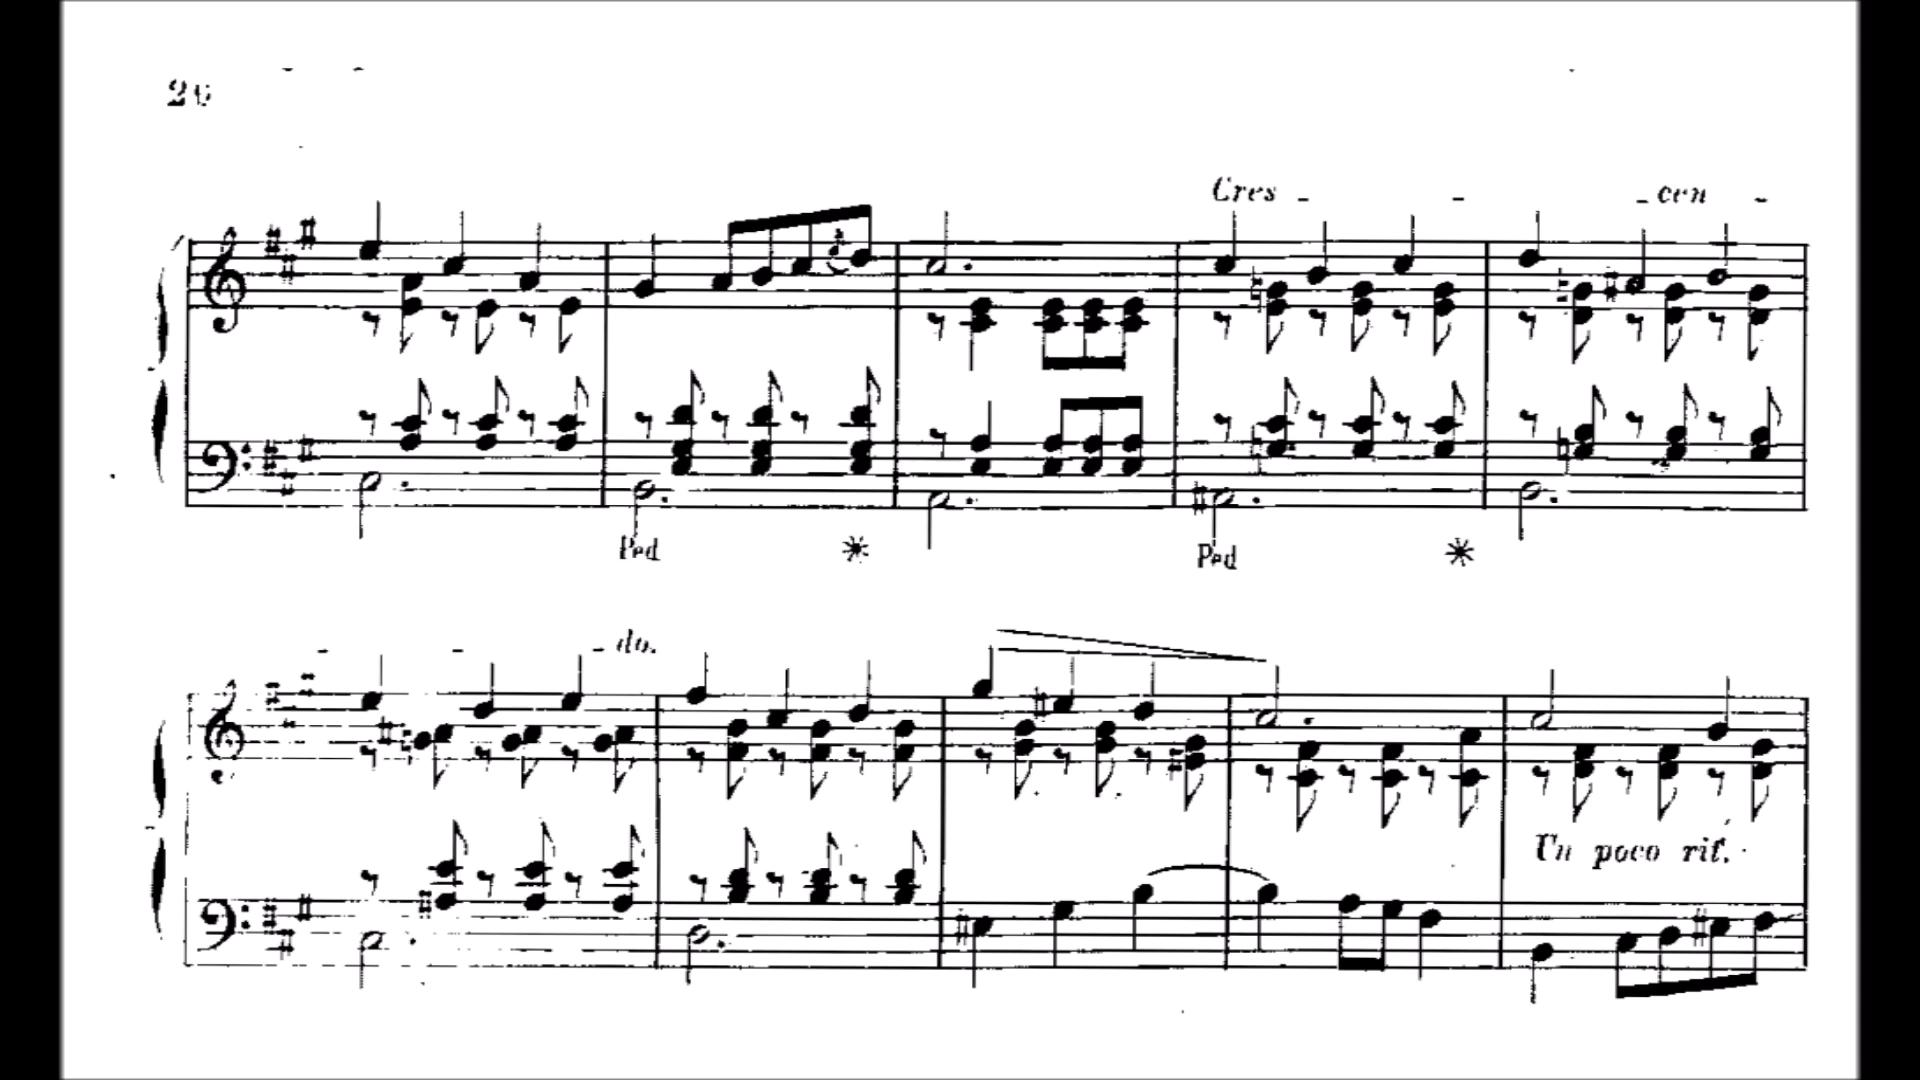 26
Cres - - - cen -
Ped * Ped *
- - - do.
Un poco rit.